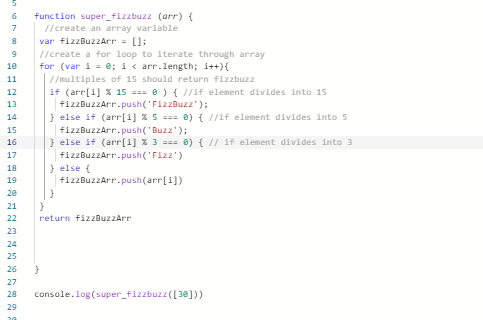 5
6 function super_fizzbuzz (arr) {
7 //create an array variable
8 var fizzBuzzArr = [];
9 //create a for loop to iterate through array
10 for (var i = 0; i < arr.length; i++){
11 //multiples of 15 should return fizzbuzz
12 if (arr[i] % 15 === 0 ) { //if element divides into 15
13 fizzBuzzArr.push('FizzBuzz');
14 } else if (arr[i] % 5 === 0) { //if element divides into 5
15 fizzBuzzArr.push('Buzz');
16 } else if (arr[i] % 3 === 0) { // if element divides into 3
17 fizzBuzzArr.push('Fizz')
18 } else {
19 fizzBuzzArr.push(arr[i])
20 }
21 }
22 return fizzBuzzArr
23
24
25
26 }
27
28 console.log(super_fizzbuzz([30]))
29
30